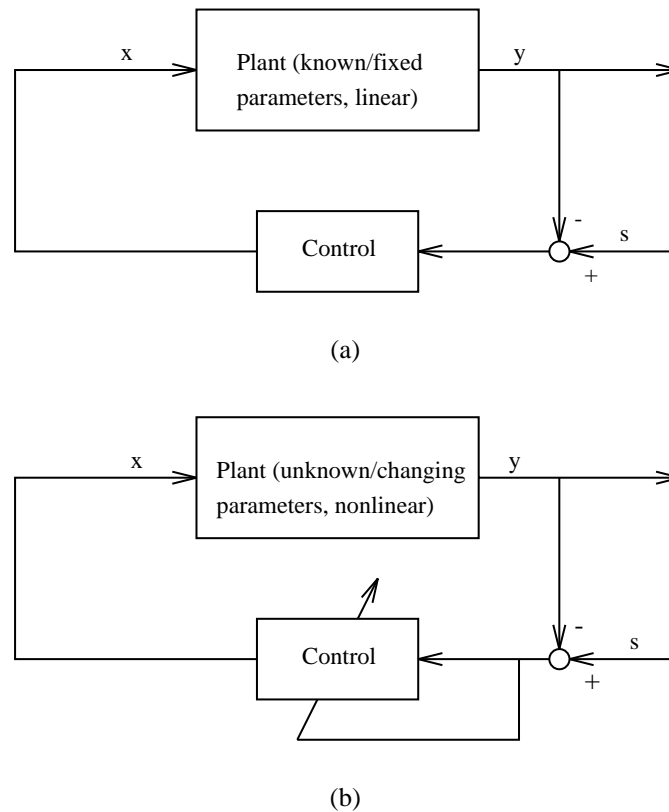 x
Plant (known/fixed
parameters, linear)
y
-
s
Control
+
(a)
x
Plant (unknown/changing
parameters, nonlinear)
y
-
s
Control
+
(b)